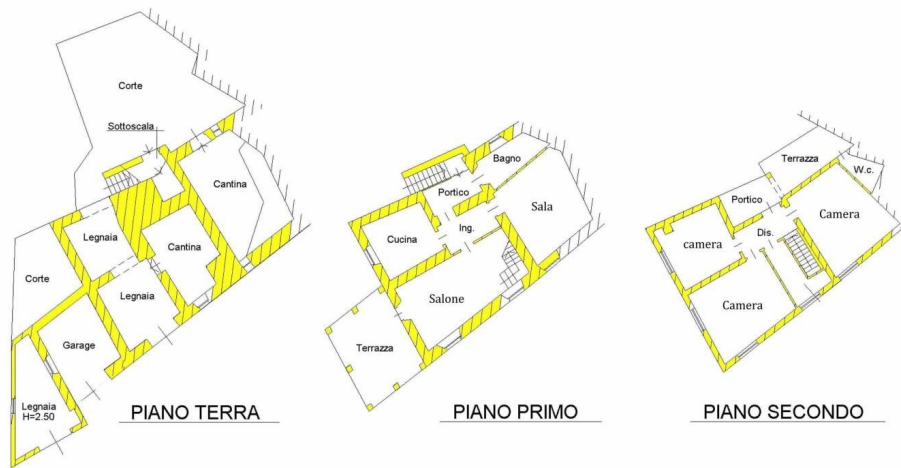 Corte
Sottoscala
Cantina
Legnaia
Cantina
Corte
Legnaia
Garage
Legnaia
H=2.50
PIANO TERRA
Bagno
Portico
Sala
Cucina
Ing.
Salone
Terrazza
PIANO PRIMO
Terrazza
W.c.
Portico
Camera
Dis.
camera
Camera
PIANO SECONDO